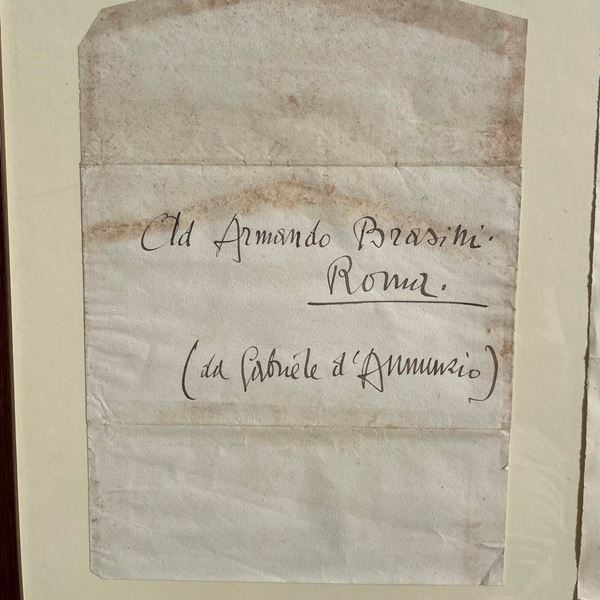 Ad Armando Brasini.
Roma.
(da Gabriele d'Annunzio)